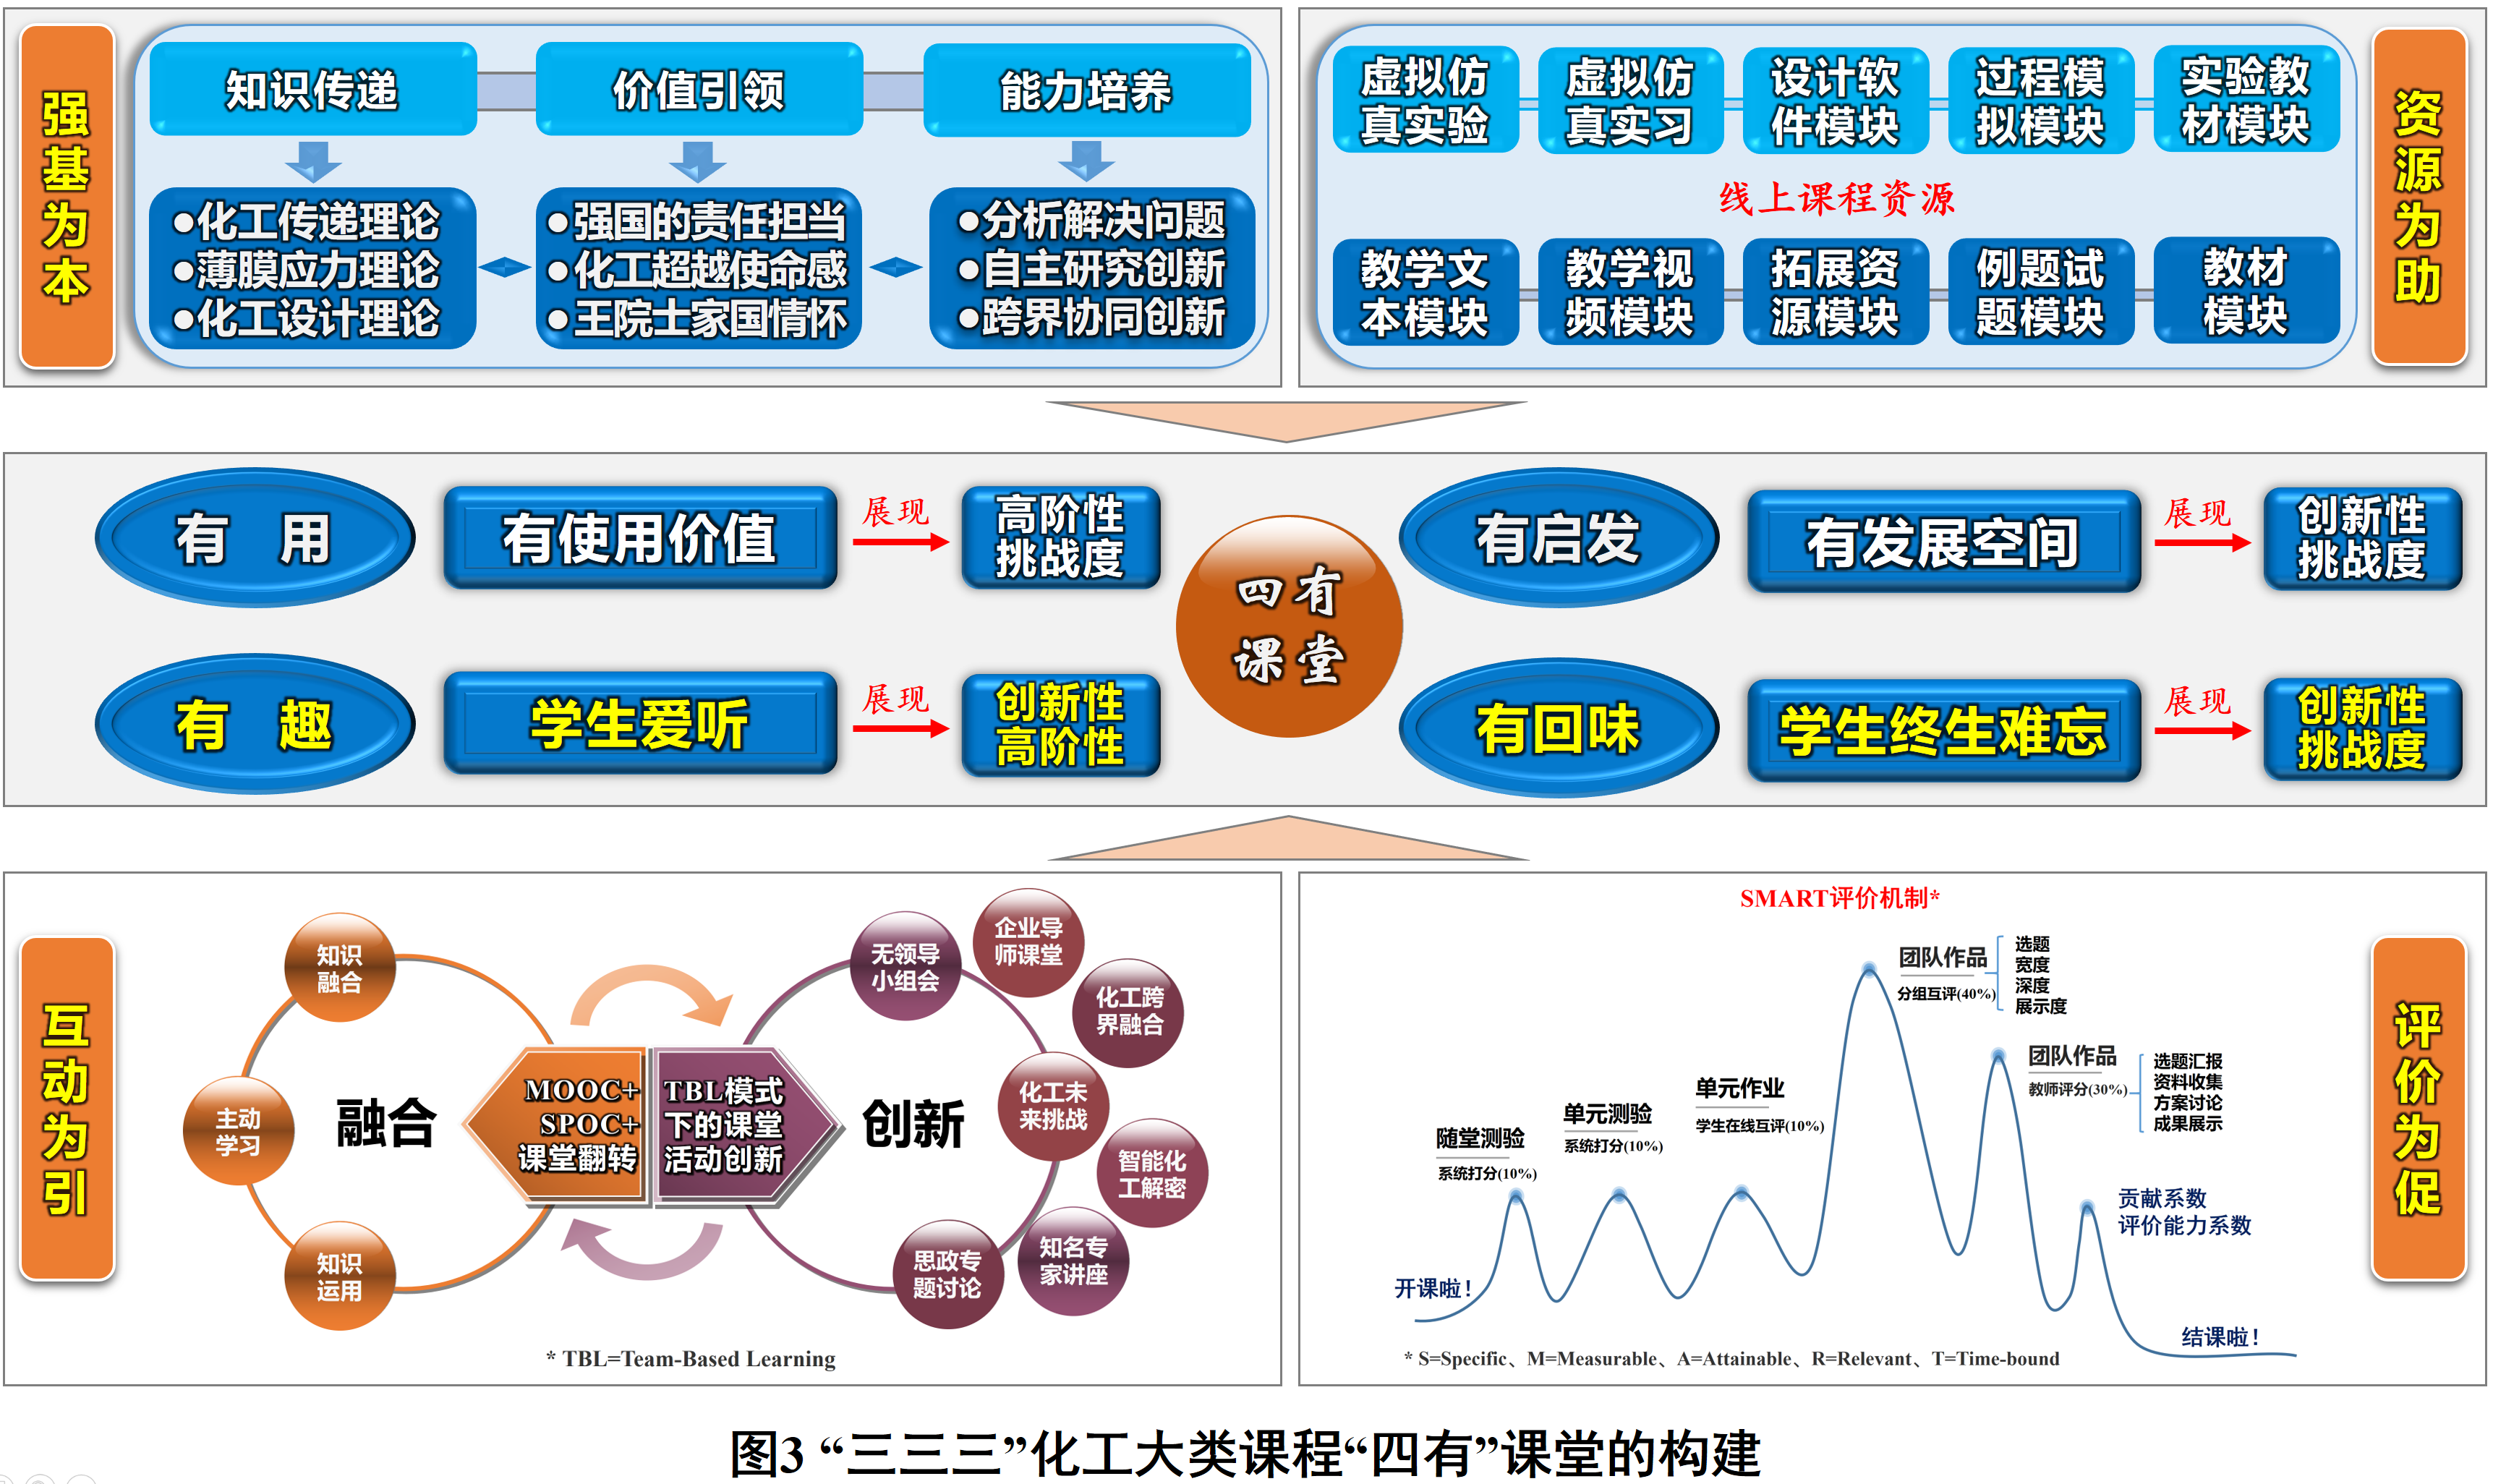 强基为本
知识传递
价值引领
能力培养
●化工传递理论
●薄膜应力理论
●化工设计理论
●强国的责任担当
●化工超越使命感
●王院士家国情怀
●分析解决问题
●自主研究创新
●跨界协同创新
虚拟仿
真实验
虚拟仿
真实习
设计软
件模块
过程模
拟模块
实验教
材模块
线上课程资源
教学文
本模块
教学视
频模块
拓展资
源模块
例题试
题模块
教材
模块
资源为助
有 用
有使用价值
展现
高阶性
挑战度
有 趣
学生爱听
展现
创新性
高阶性
四有
课堂
有启发
有发展空间
展现
创新性
挑战度
有回味
学生终生难忘
展现
创新性
挑战度
互动为引
知识
融合
主动
学习
知识
运用
融合
MOOC+
SPOC+
课堂翻转
TBL模式
下的课堂
活动创新
创新
无领导
小组会
企业导
师课堂
化工跨
界融合
化工未
来挑战
智能化
工解密
知名专
家讲座
思政专
题讨论
* TBL=Team-Based Learning
SMART评价机制*
开课啦！
随堂测验
系统打分(10%)
单元测验
系统打分(10%)
单元作业
学生在线互评(10%)
团队作品
分组互评(40%)
选题
宽度
深度
展示度
团队作品
教师评分(30%)
选题汇报
资料收集
方案讨论
成果展示
贡献系数
评价能力系数
结课啦！
* S=Specific、M=Measurable、A=Attainable、R=Relevant、T=Time-bound
评价为促
图3 “三三三”化工大类课程“四有”课堂的构建